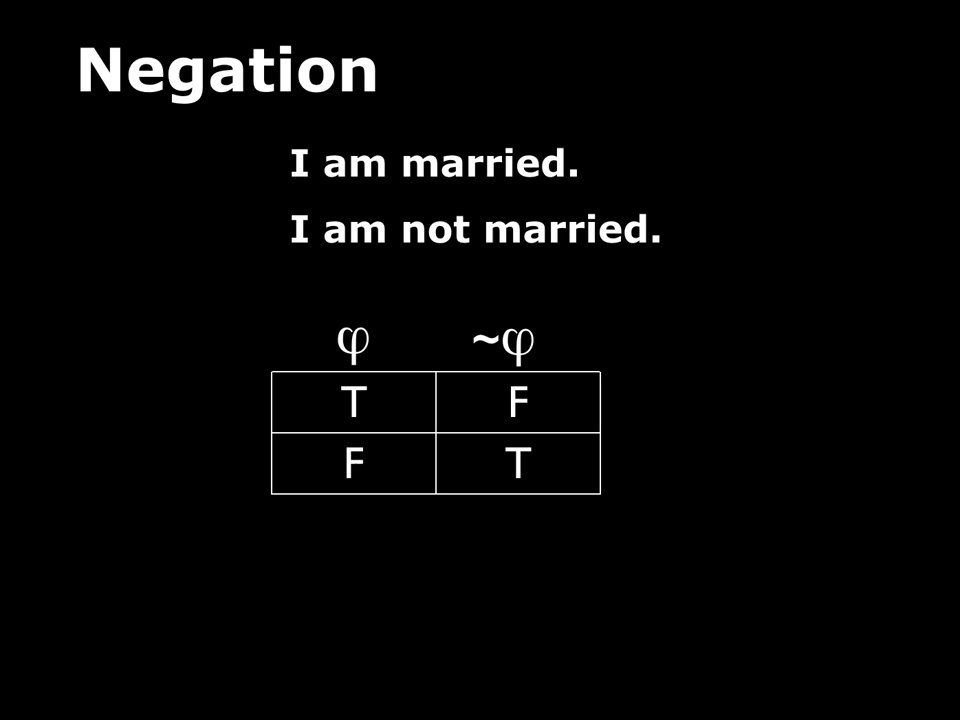 Negation
I am married.
I am not married.
φ ~φ
T F
F T